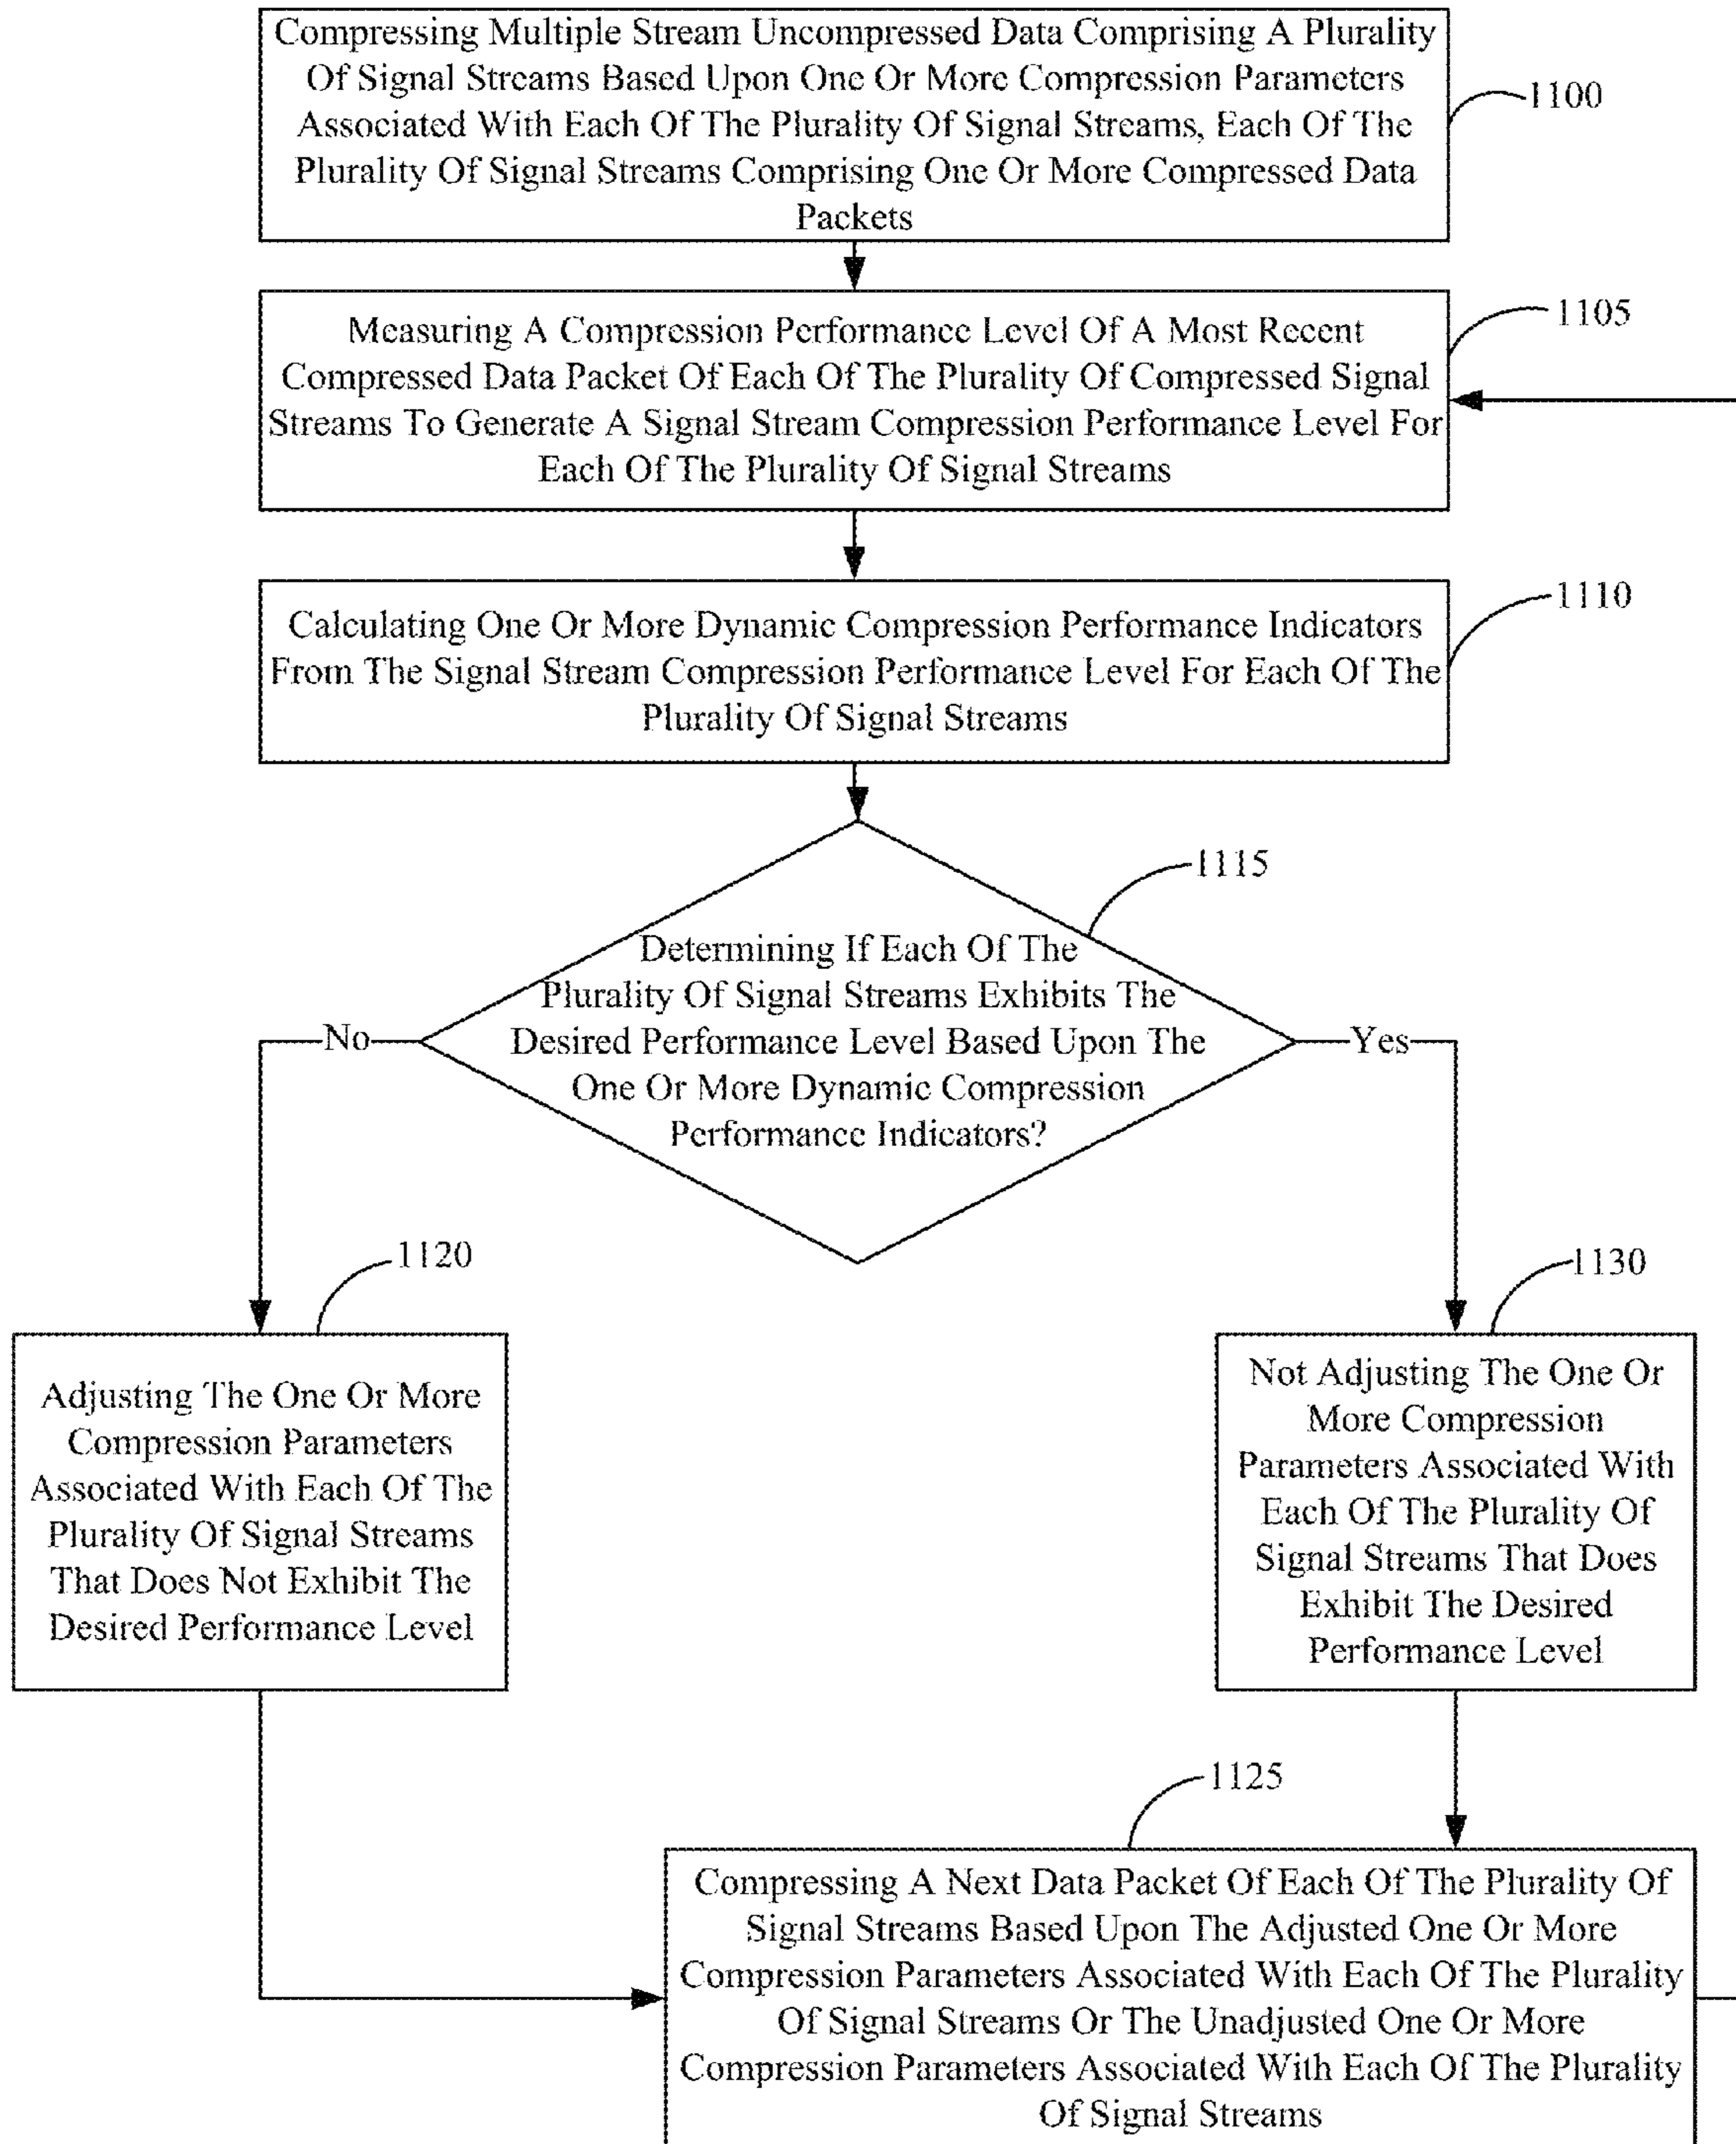 Compressing Multiple Stream Uncompressed Data Comprising A Plurality
Of Signal Streams Based Upon One Or More Compression Parameters
Associated With Each Of The Plurality Of Signal Streams, Each Of The
Plurality Of Signal Streams Comprising One Or More Compressed Data
Packets
1100
Measuring A Compression Performance Level Of A Most Recent
Compressed Data Packet Of Each Of The Plurality Of Compressed Signal
Streams To Generate A Signal Stream Compression Performance Level For
Each Of The Plurality Of Signal Streams
1105
Calculating One Or More Dynamic Compression Performance Indicators
From The Signal Stream Compression Performance Level For Each Of The
Plurality Of Signal Streams
1110
Determining If Each Of The
Plurality Of Signal Streams Exhibits The
Desired Performance Level Based Upon The
One Or More Dynamic Compression
Performance Indicators?
1115
No
Yes
1120
Adjusting The One Or More
Compression Parameters
Associated With Each Of The
Plurality Of Signal Streams
That Does Not Exhibit The
Desired Performance Level
1130
Not Adjusting The One Or
More Compression
Parameters Associated With
Each Of The Plurality Of
Signal Streams That Does
Exhibit The Desired
Performance Level
1125
Compressing A Next Data Packet Of Each Of The Plurality Of
Signal Streams Based Upon The Adjusted One Or More
Compression Parameters Associated With Each Of The Plurality
Of Signal Streams Or The Unadjusted One Or More
Compression Parameters Associated With Each Of The Plurality
Of Signal Streams